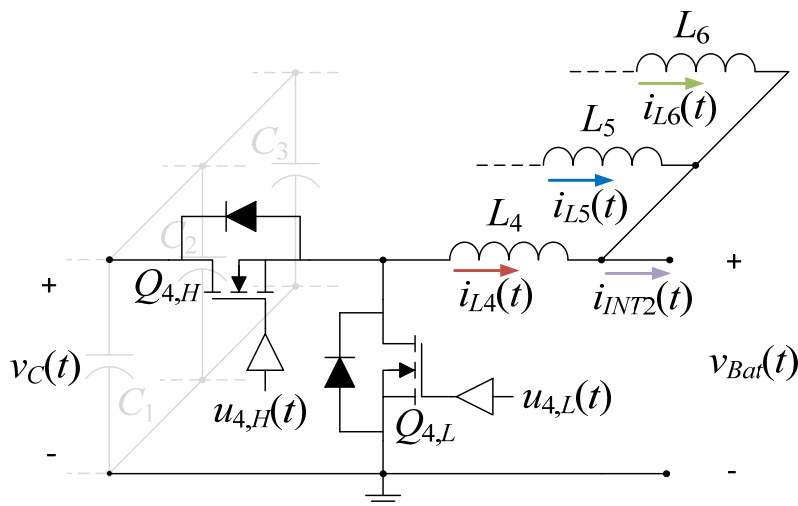 L6
iL6(t)
L5
iL5(t)
C3
L4
C2
Q4,H
+
+
iL4(t)
iINT2(t)
vC(t)
vBat(t)
C1
u4,H(t)
u4,L(t)
Q4,L
-
-